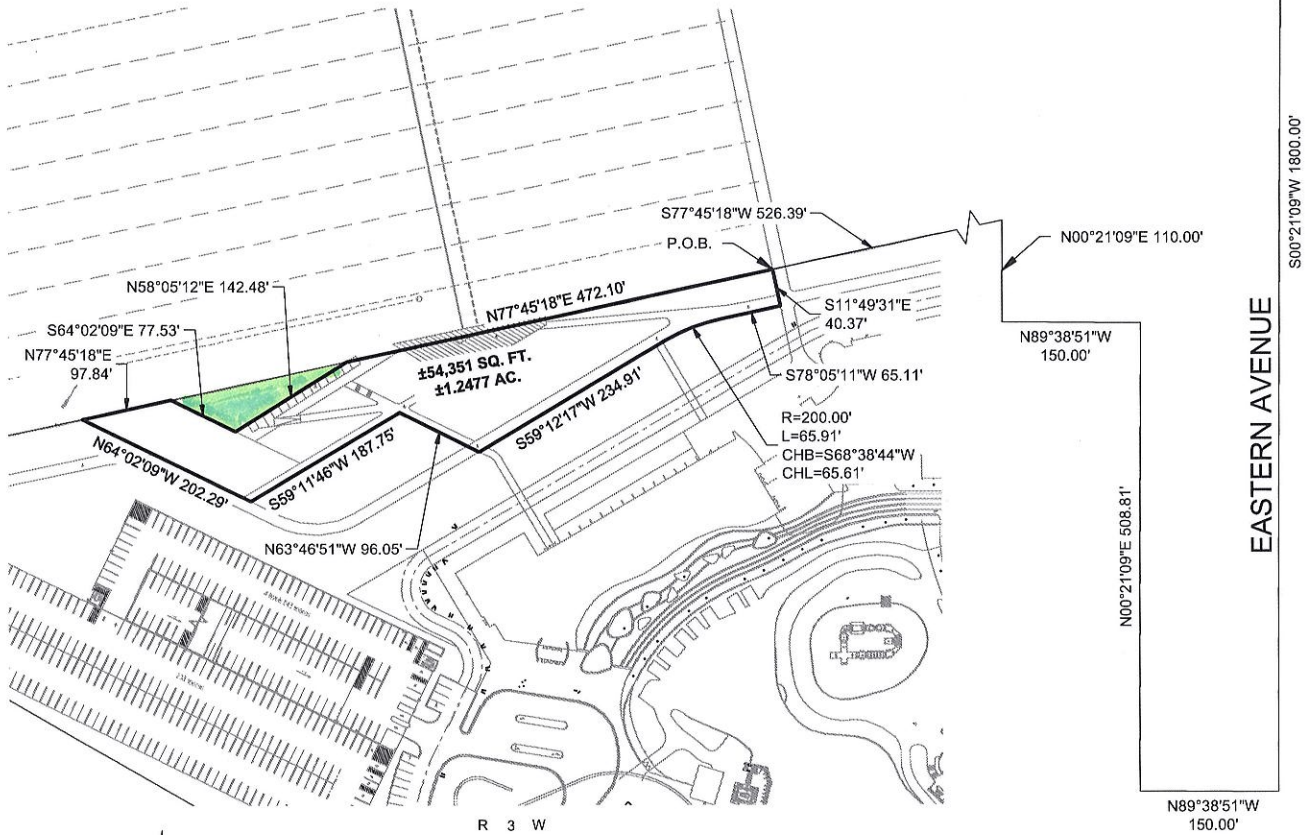 S00°21'09"W 1800.00'
S77°45'18"W 526.39'
P.O.B.
N00°21'09"E 110.00'
N58°05'12"E 142.48'
N77°45'18"E 472.10'
S11°49'31"E
40.37'
S64°02'09"E 77.53'
N77°45'18"E
97.84'
±54,351 SQ. FT.
±1.2477 AC.
N89°38'51"W
150.00'
S78°05'11"W 65.11'
S59°12'17"W 234.91'
R=200.00'
L=65.91'
CHB=S68°38'44"W
CHL=65.61'
N64°02'09"W 202.29'
S59°11'46"W 187.75'
N63°46'51"W 96.05'
EASTERN AVENUE
N00°21'09"E 508.81'
N89°38'51"W
150.00'
R 3 W